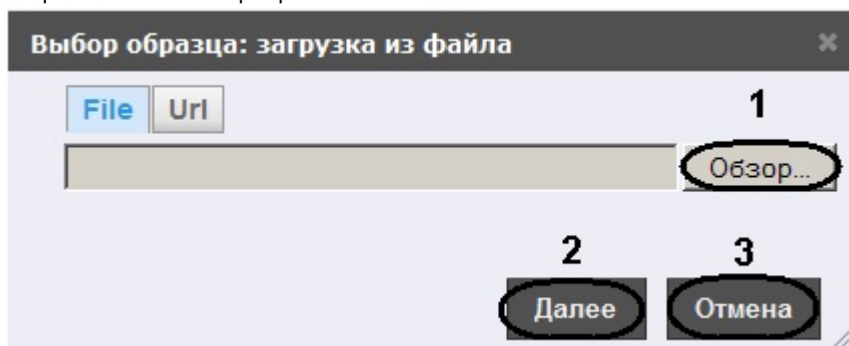 Выбор образца: загрузка из файла
File Url
1
Обзор...
2 3
Далее Отмена